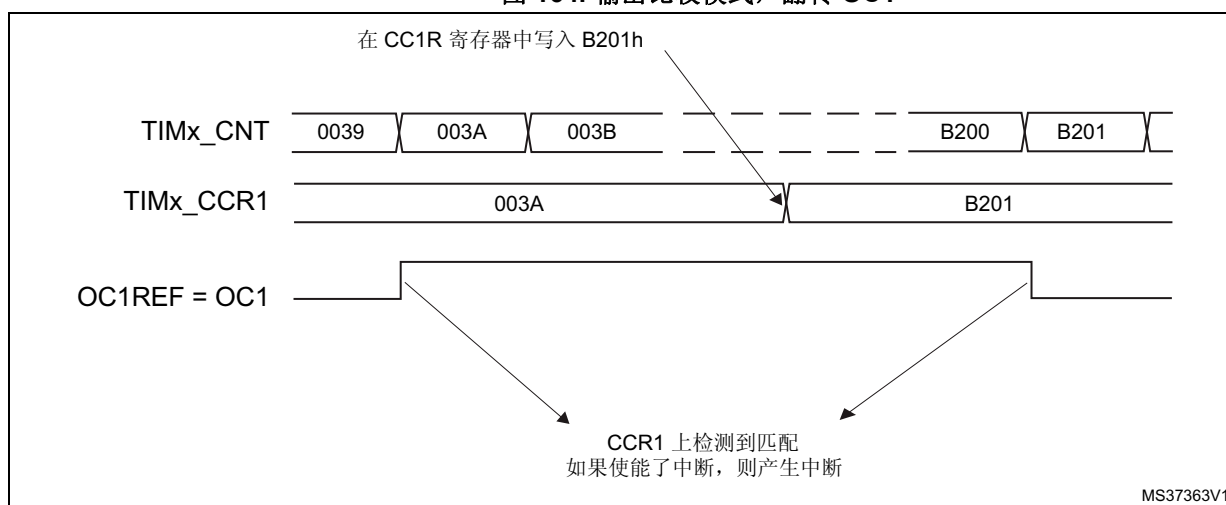 在 CC1R 寄存器中写入 B201h
TIMx_CNT 0039 003A 003B B200 B201
TIMx_CCR1 003A B201
OC1REF = OC1
CCR1 上检测到匹配
如果使能了中断，则产生中断
MS37363V1